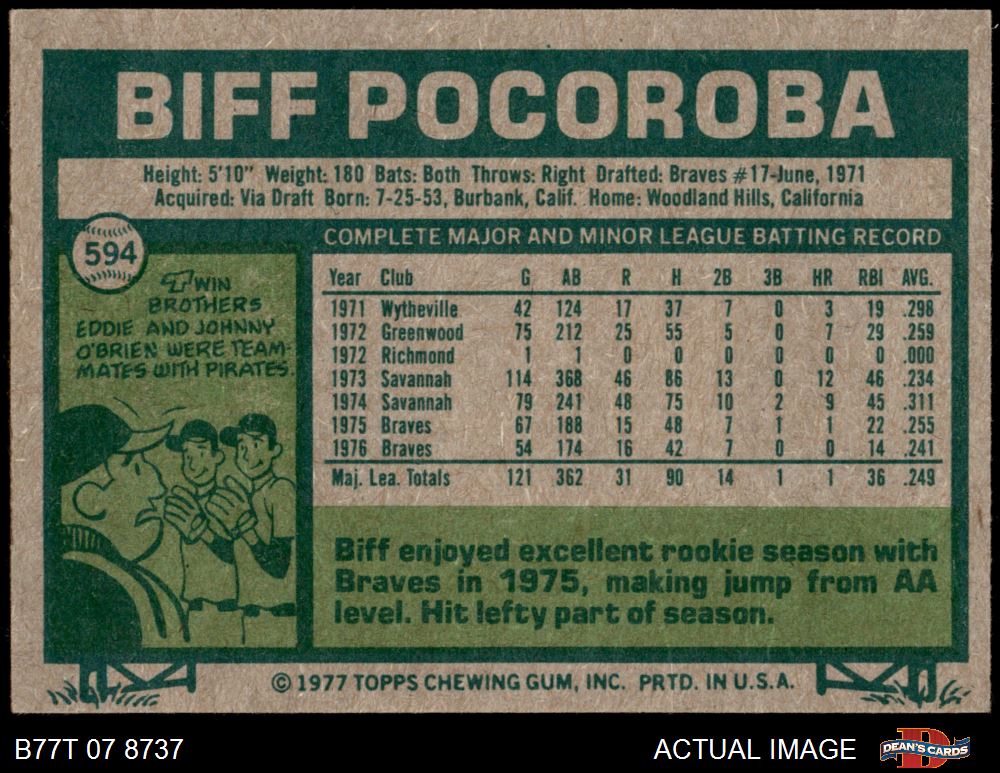 BIFF POCOROBA
Height: 5'10" Weight: 180 Bats: Both Throws: Right Drafted: Braves #17-June, 1971
Acquired: Via Draft Born: 7-25-53, Burbank, Calif. Home: Woodland Hills, California
594
TWIN
BROTHERS
EDDIE AND JOHNNY
O'BRIEN WERE TEAM-
MATES WITH PIRATES.
COMPLETE MAJOR AND MINOR LEAGUE BATTING RECORD
Year Club G AB R H 2B 3B HR RBI AVG.
1971 Wytheville 42 124 17 37 7 0 3 19 .298
1972 Greenwood 75 212 25 55 5 0 7 29 .259
1972 Richmond 1 1 0 0 0 0 0 0 .000
1973 Savannah 114 368 46 86 13 0 12 46 .234
1974 Savannah 79 241 48 75 10 2 9 45 .311
1975 Braves 67 188 15 48 7 1 1 22 .255
1976 Braves 54 174 16 42 7 0 0 14 .241
Maj. Lea. Totals 121 362 31 90 14 1 1 36 .249
Biff enjoyed excellent rookie season with
Braves in 1975, making jump from AA
level. Hit lefty part of season.
© 1977 TOPPS CHEWING GUM, INC. PRTD. IN U.S.A.
B77T 07 8737
ACTUAL IMAGE
DEAN'S CARDS